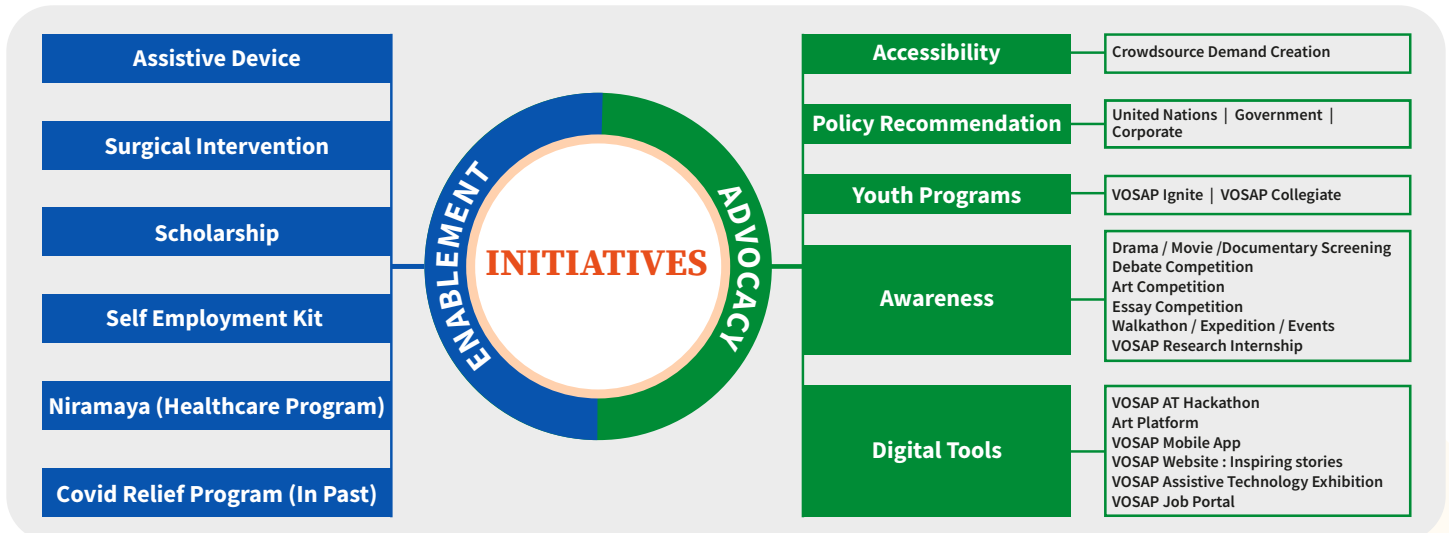 Assistive Device
Surgical Intervention
Scholarship
Self Employment Kit
Niramaya (Healthcare Program)
Covid Relief Program (In Past)
ENABLEMENT
INITIATIVES
ADVOCACY
Accessibility
Crowdsource Demand Creation
Policy Recommendation
United Nations | Government |
Corporate
Youth Programs
VOSAP Ignite | VOSAP Collegiate
Awareness
Drama / Movie /Documentary Screening
Debate Competition
Art Competition
Essay Competition
Walkathon / Expedition / Events
VOSAP Research Internship
Digital Tools
VOSAP AT Hackathon
Art Platform
VOSAP Mobile App
VOSAP Website : Inspiring stories
VOSAP Assistive Technology Exhibition
VOSAP Job Portal